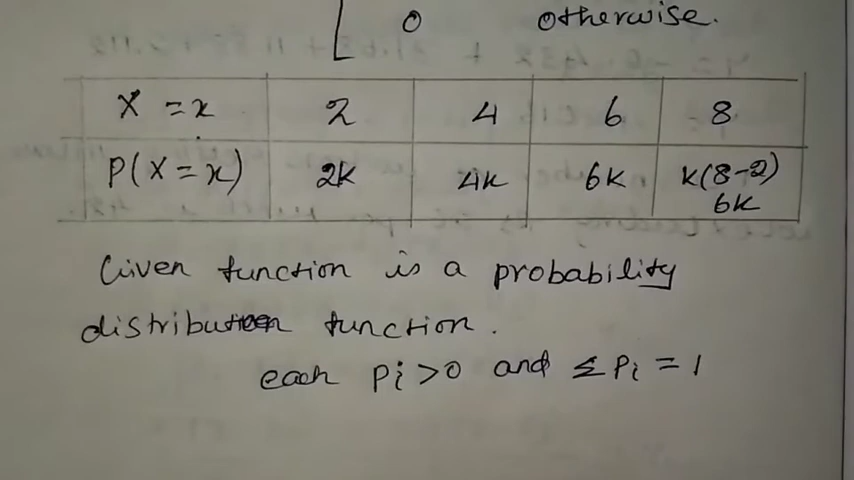 0 otherwise.
X = x 2 4 6 8
P(X = x) 2k 4k 6k k(8-2)
6k
Given function is a probability
distribution function.
each Pi > 0 and ΣPi = 1